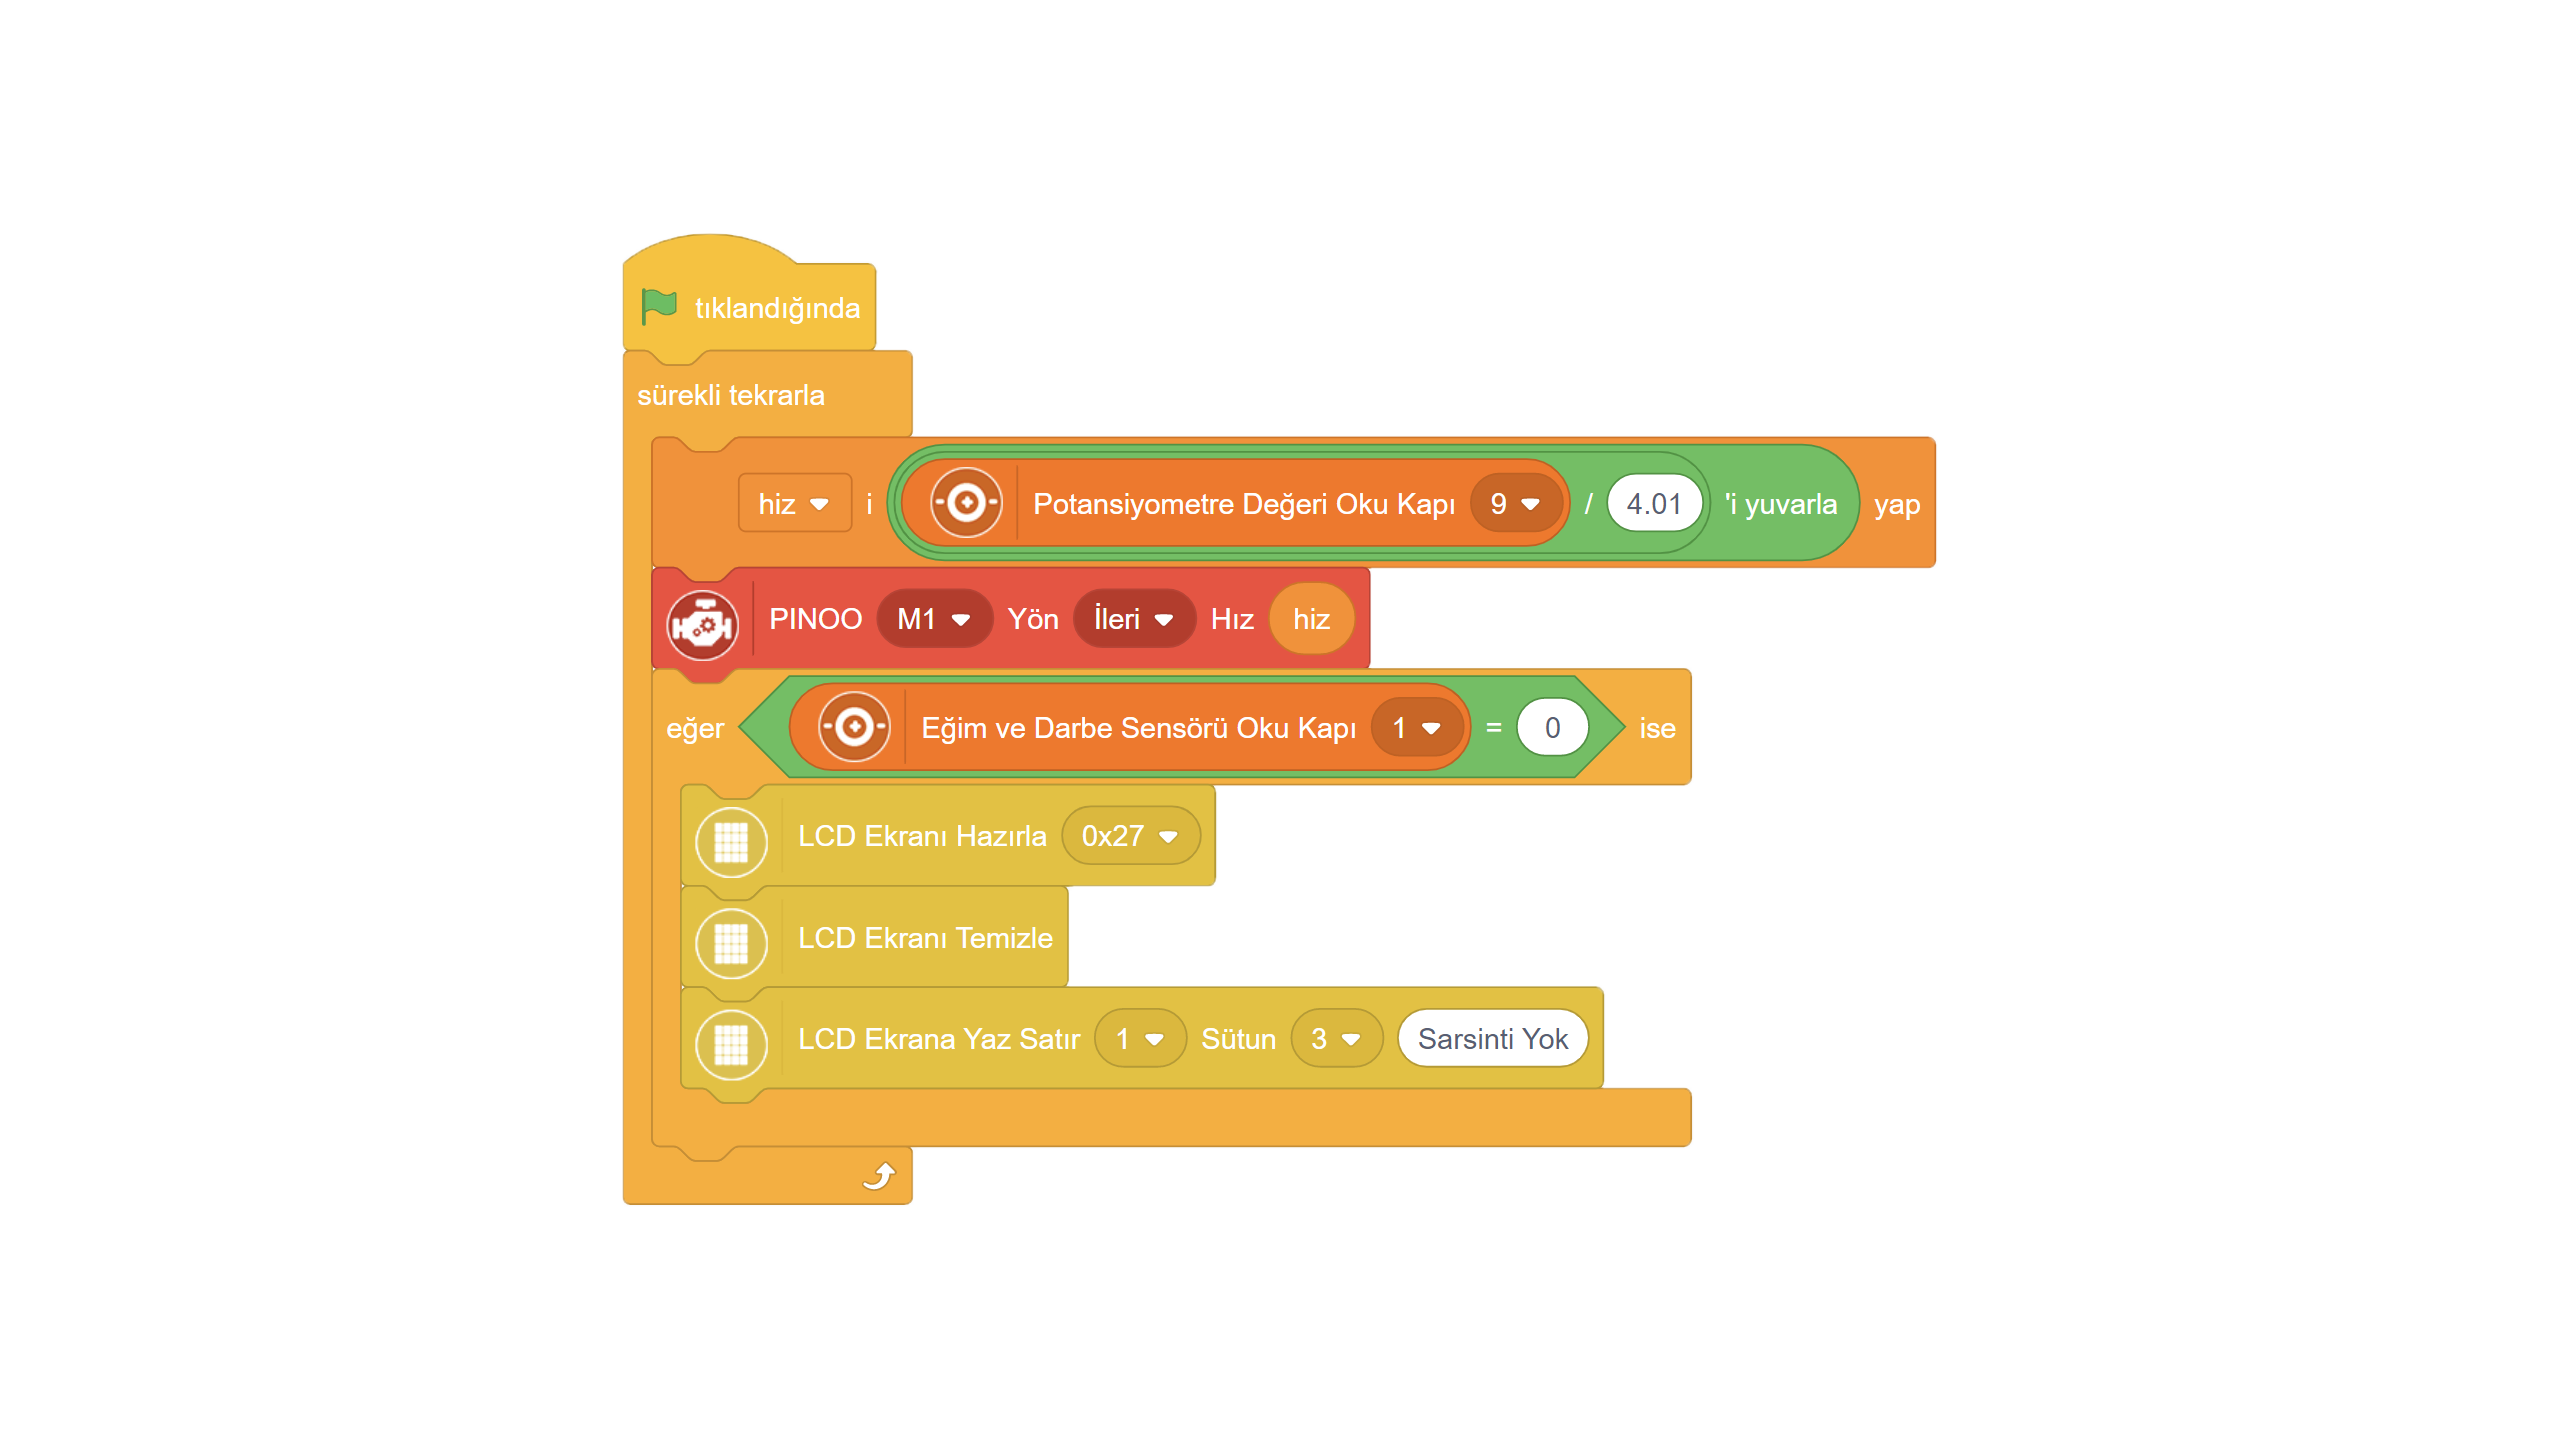 tıklandığında
sürekli tekrarla
hiz i Potansiyometre Değeri Oku Kapı 9 / 4.01 'i yuvarla yap
PINOO M1 Yön İleri Hız hiz
eğer Eğim ve Darbe Sensörü Oku Kapı 1 = 0 ise
LCD Ekranı Hazırla 0x27
LCD Ekranı Temizle
LCD Ekrana Yaz Satır 1 Sütun 3 Sarsinti Yok